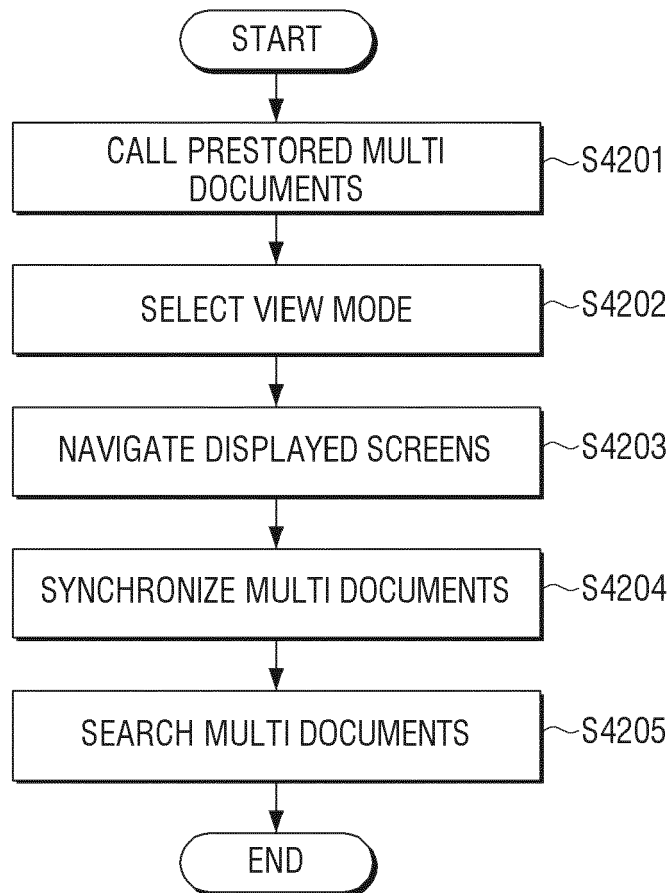 START
CALL PRESTORED MULTI
DOCUMENTS
S4201
SELECT VIEW MODE
S4202
NAVIGATE DISPLAYED SCREENS
S4203
SYNCHRONIZE MULTI DOCUMENTS
S4204
SEARCH MULTI DOCUMENTS
S4205
END